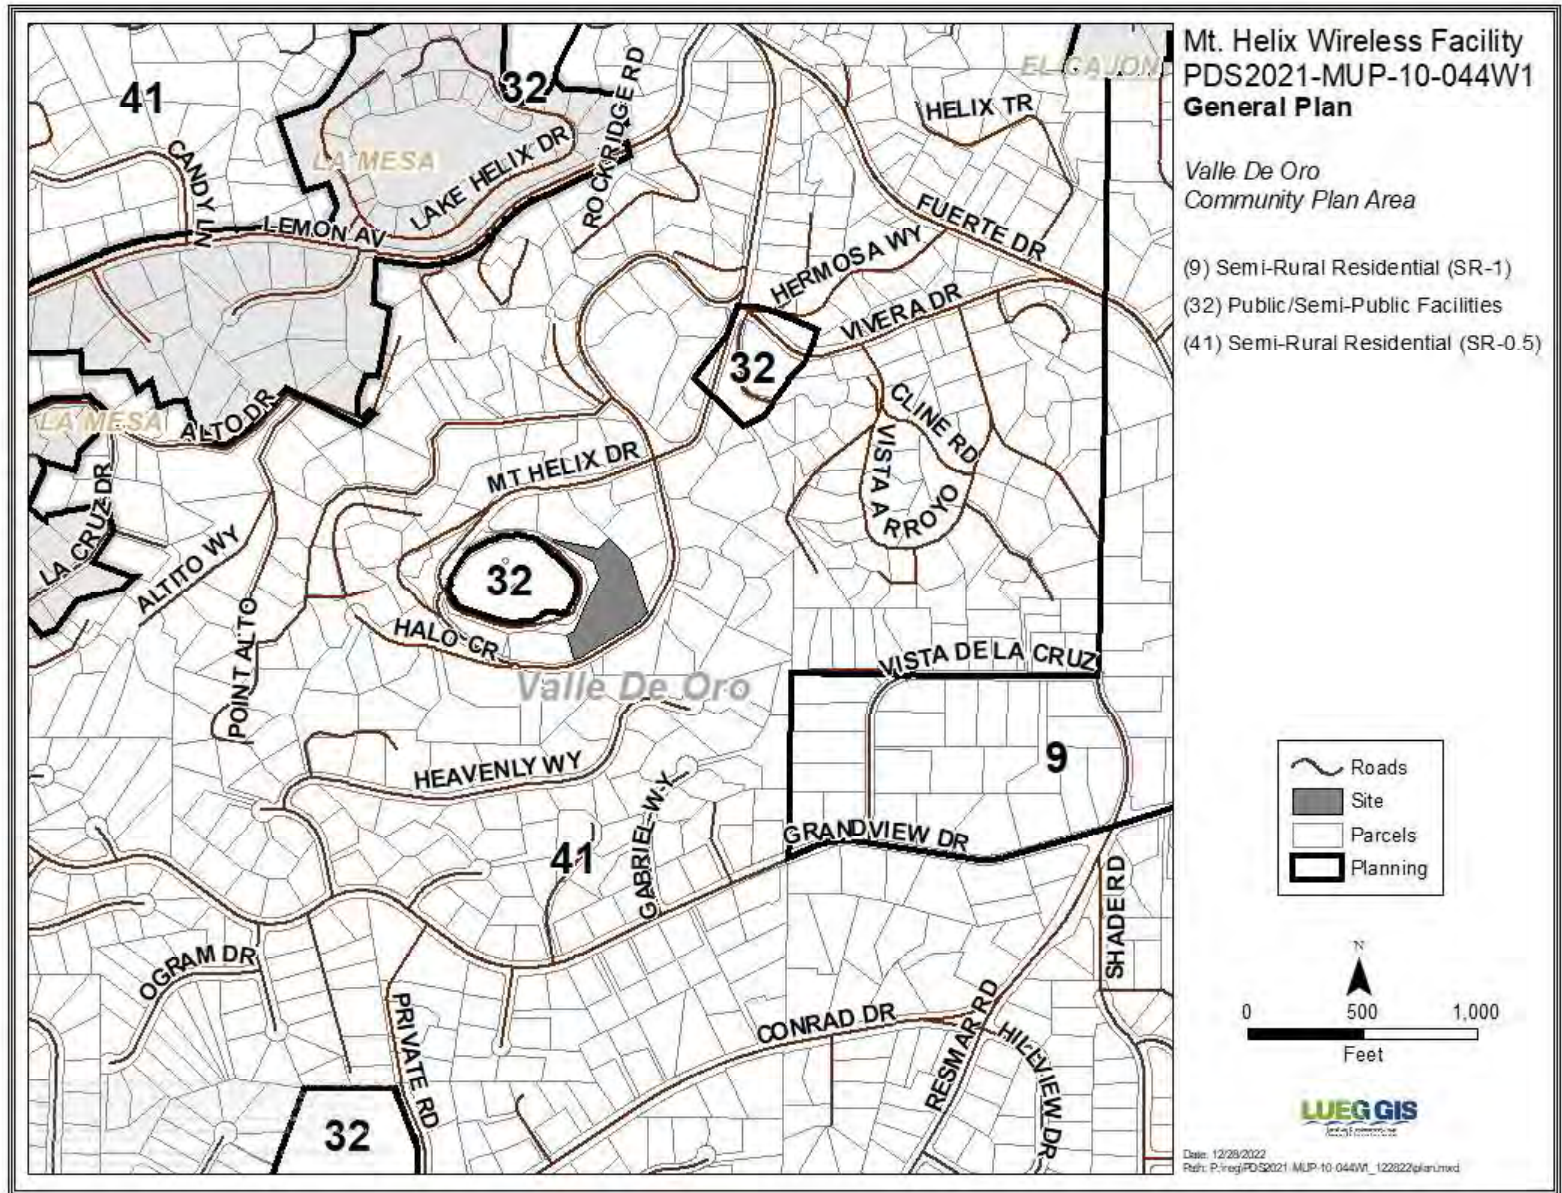 Mt. Helix Wireless Facility
PDS2021-MUP-10-044W1
General Plan
Valle De Oro
Community Plan Area
(9) Semi-Rural Residential (SR-1)
(32) Public/Semi-Public Facilities
(41) Semi-Rural Residential (SR-0.5)
EL CAJON
41
32
ROCKRIDGE RD
HELIX TR
CANDY LN
LA MESA
LAKE HELIX DR
LEMON AV
FUERTE DR
HERMOSA WY
VIVERA DR
32
CLINE RD
LA MESA
ALTO DR
VISTA ARROYO
MT HELIX DR
LA CRUZ DR
ALTITO WY
32
POINT ALTO
HALO CR
VISTA DE LA CRUZ
Valle De Oro
9
HEAVENLY WY
GABRIEL WY
GRANDVIEW DR
41
SHADE RD
OGRAM DR
PRIVATE RD
CONRAD DR
RESMAR RD
HILLVIEW DR
32
Roads
Site
Parcels
Planning
N
0 500 1,000
Feet
LUEG GIS
Date: 12/28/2022